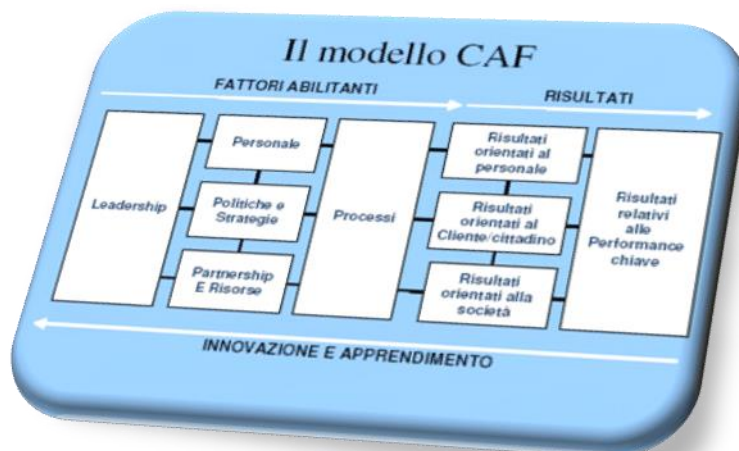 Il modello CAF
FATTORI ABILITANTI
RISULTATI
Leadership
Personale
Politiche e
Strategie
Partnership
E Risorse
Processi
Risultati
orientati al
personale
Risultati
orientati al
Cliente/cittadino
Risultati
orientati alla
società
Risultati
relativi
alle
Performance
chiave
INNOVAZIONE E APPRENDIMENTO